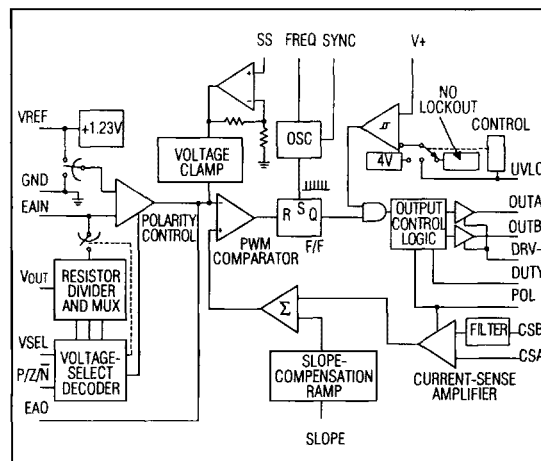 SS FREQ SYNC V+
VREF
+1.23V
NO
LOCKOUT
CONTROL
OSC
VOLTAGE
CLAMP
4V
UVLO
GND
EAIN
POLARITY
CONTROL
PWM
COMPARATOR
R S Q
F/F
OUTPUT
CONTROL
LOGIC
OUTA
OUTB
DRV-
DUTY
POL
VOUT
RESISTOR
DIVIDER
AND MUX
Σ
FILTER
CSB
CSA
VSEL
P/Z/N
VOLTAGE-
SELECT
DECODER
EAO
SLOPE-
COMPENSATION
RAMP
CURRENT-SENSE
AMPLIFIER
SLOPE